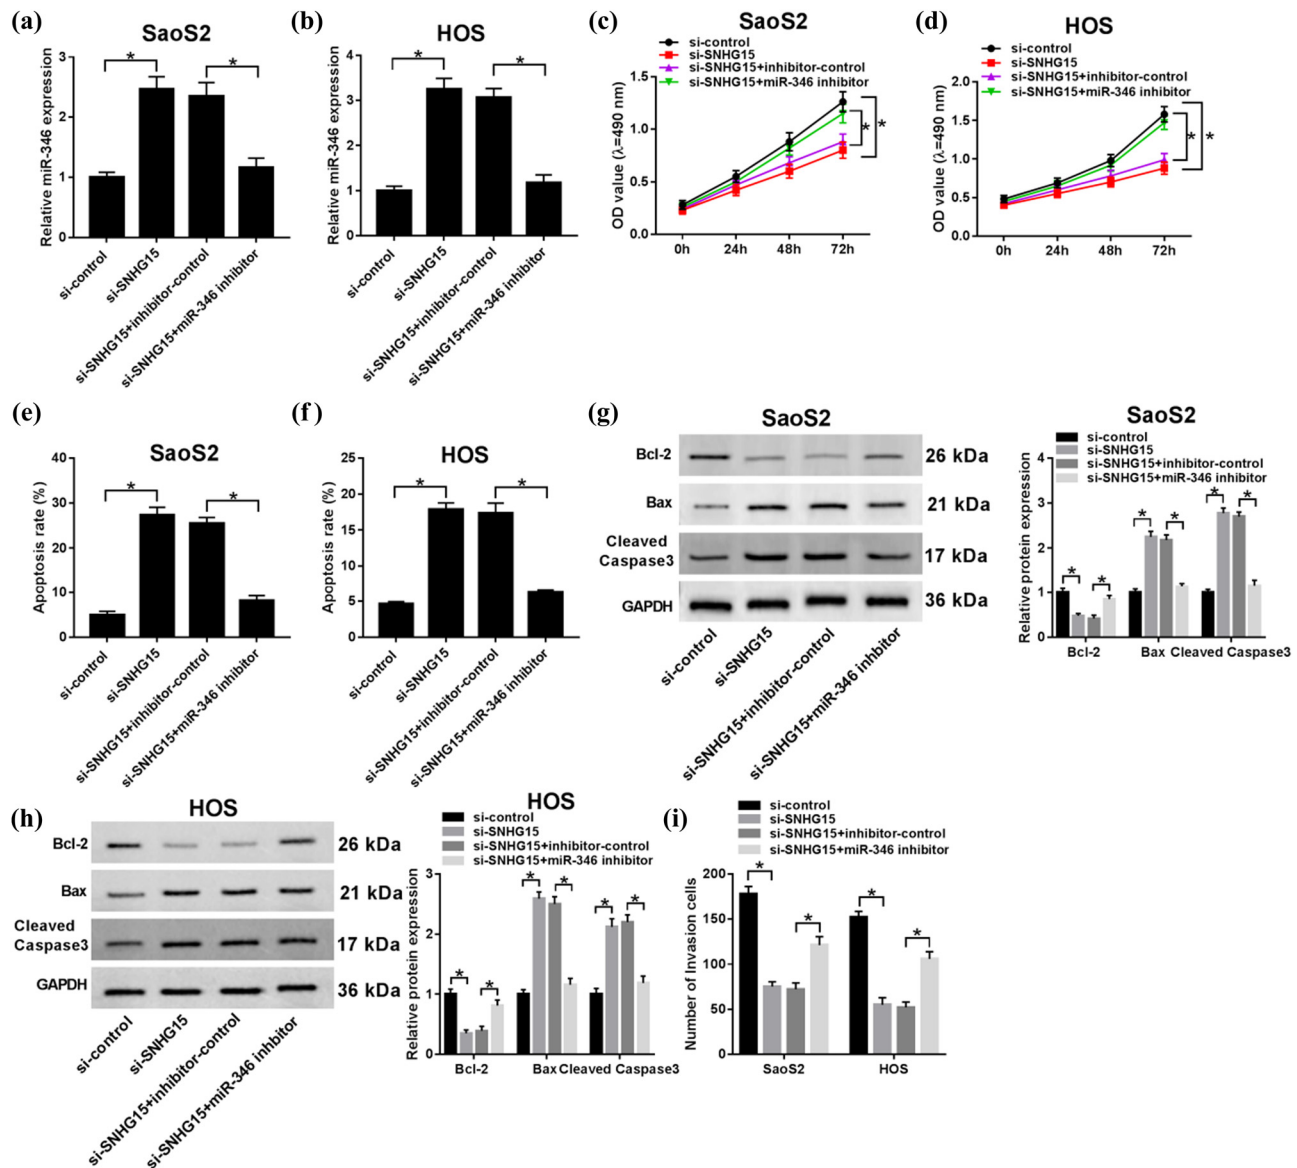 (a)
SaoS2
Relative miR-346 expression
3
2
1
0
*
*
si-control
si-SNHG15
si-SNHG15+inhibitor-control
si-SNHG15+miR-346 inhibitor
(b)
HOS
Relative miR-346 expression
4
3
2
1
0
*
*
si-control
si-SNHG15
si-SNHG15+inhibitor-control
si-SNHG15+miR-346 inhibitor
(c)
SaoS2
si-control
si-SNHG15
si-SNHG15+inhibitor-control
si-SNHG15+miR-346 inhibitor
OD value (λ=490 nm)
1.5
1.0
0.5
0.0
0h 24h 48h 72h
*
*
(d)
HOS
si-control
si-SNHG15
si-SNHG15+inhibitor-control
si-SNHG15+miR-346 inhibitor
OD value (λ=490 nm)
2.0
1.5
1.0
0.5
0.0
0h 24h 48h 72h
*
*
(e)
SaoS2
Apoptosis rate (%)
40
30
20
10
0
*
*
si-control
si-SNHG15
si-SNHG15+inhibitor-control
si-SNHG15+miR-346 inhibitor
(f)
HOS
Apoptosis rate (%)
25
20
15
10
5
0
*
*
si-control
si-SNHG15
si-SNHG15+inhibitor-control
si-SNHG15+miR-346 inhibitor
(g)
SaoS2
Bcl-2 26 kDa
Bax 21 kDa
Cleaved
Caspase3 17 kDa
GAPDH 36 kDa
si-control
si-SNHG15
si-SNHG15+inhibitor-control
si-SNHG15+miR-346 inhbitor
SaoS2
si-control
si-SNHG15
si-SNHG15+inhibitor-control
si-SNHG15+miR-346 inhibitor
Relative protein expression
4
3
2
1
0
* * * * * *
Bcl-2 Bax Cleaved Caspase3
(h)
HOS
Bcl-2 26 kDa
Bax 21 kDa
Cleaved
Caspase3 17 kDa
GAPDH 36 kDa
si-control
si-SNHG15
si-SNHG15+inhibitor-control
si-SNHG15+miR-346 inhbitor
HOS
si-control
si-SNHG15
si-SNHG15+inhibitor-control
si-SNHG15+miR-346 inhibitor
Relative protein expression
3
2
1
0
* * * * * *
Bcl-2 Bax Cleaved Caspase3
(i)
si-control
si-SNHG15
si-SNHG15+inhibitor-control
si-SNHG15+miR-346 inhibitor
Number of Invasion cells
200
150
100
50
0
* * * *
SaoS2 HOS